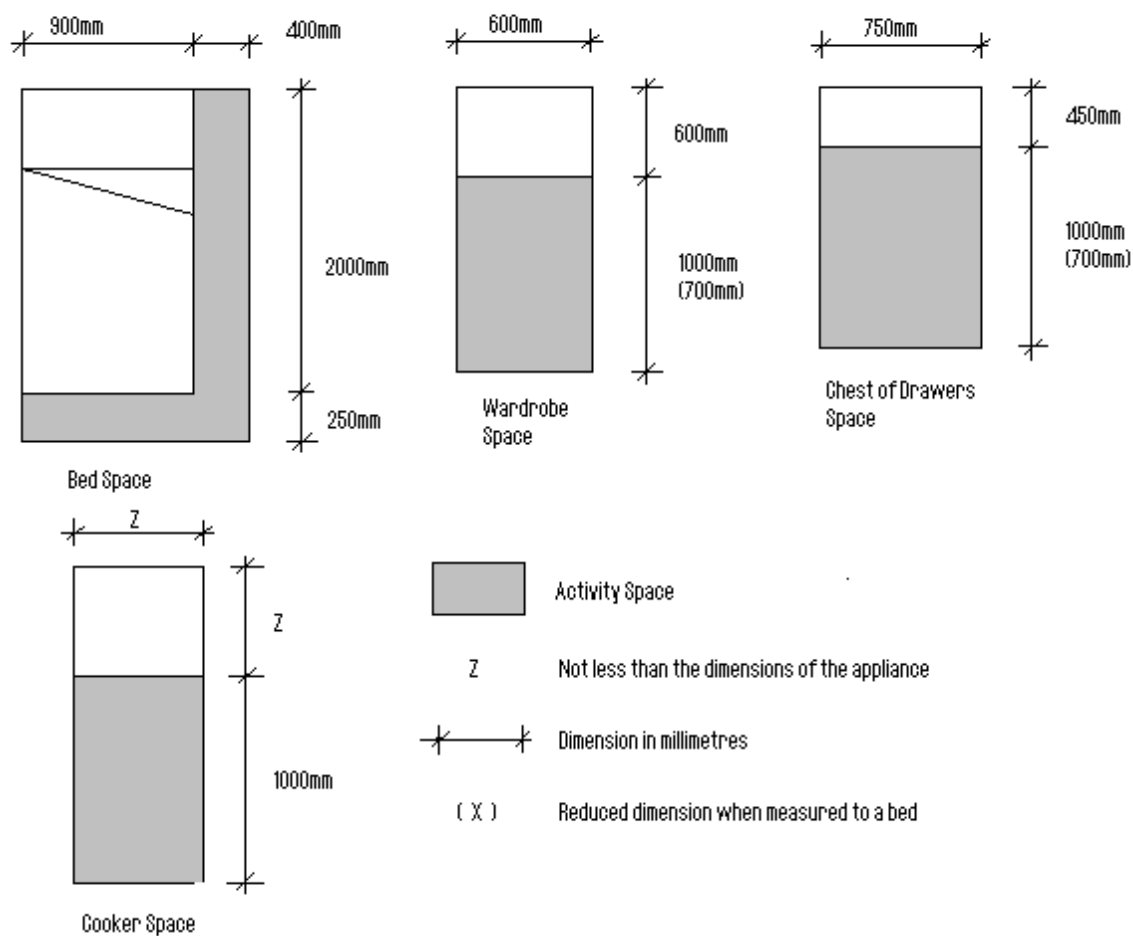 900mm
400mm
600mm
750mm
600mm
450mm
2000mm
1000mm
(700mm)
1000mm
(700mm)
250mm
Wardrobe
Space
Chest of Drawers
Space
Bed Space
Z
Z
Activity Space
Z Not less than the dimensions of the appliance
Dimension in millimetres
1000mm
( X ) Reduced dimension when measured to a bed
Cooker Space